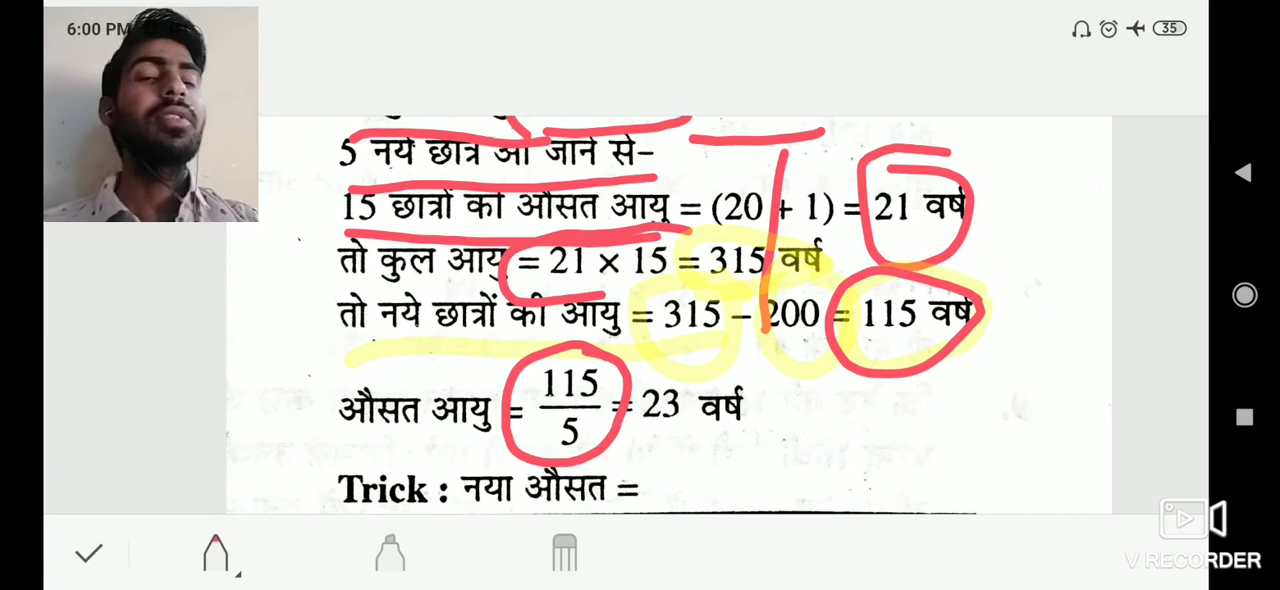 6:00 PM
35
5 नये छात्र आ जाने से–
15 छात्रों की औसत आयु = (20 + 1) = 21 वर्ष
तो कुल आयु = 21 × 15 = 315 वर्ष
तो नये छात्रों की आयु = 315 – 200 = 115 वर्ष
औसत आयु = 115/5 = 23 वर्ष
Trick : नया औसत =
V RECORDER